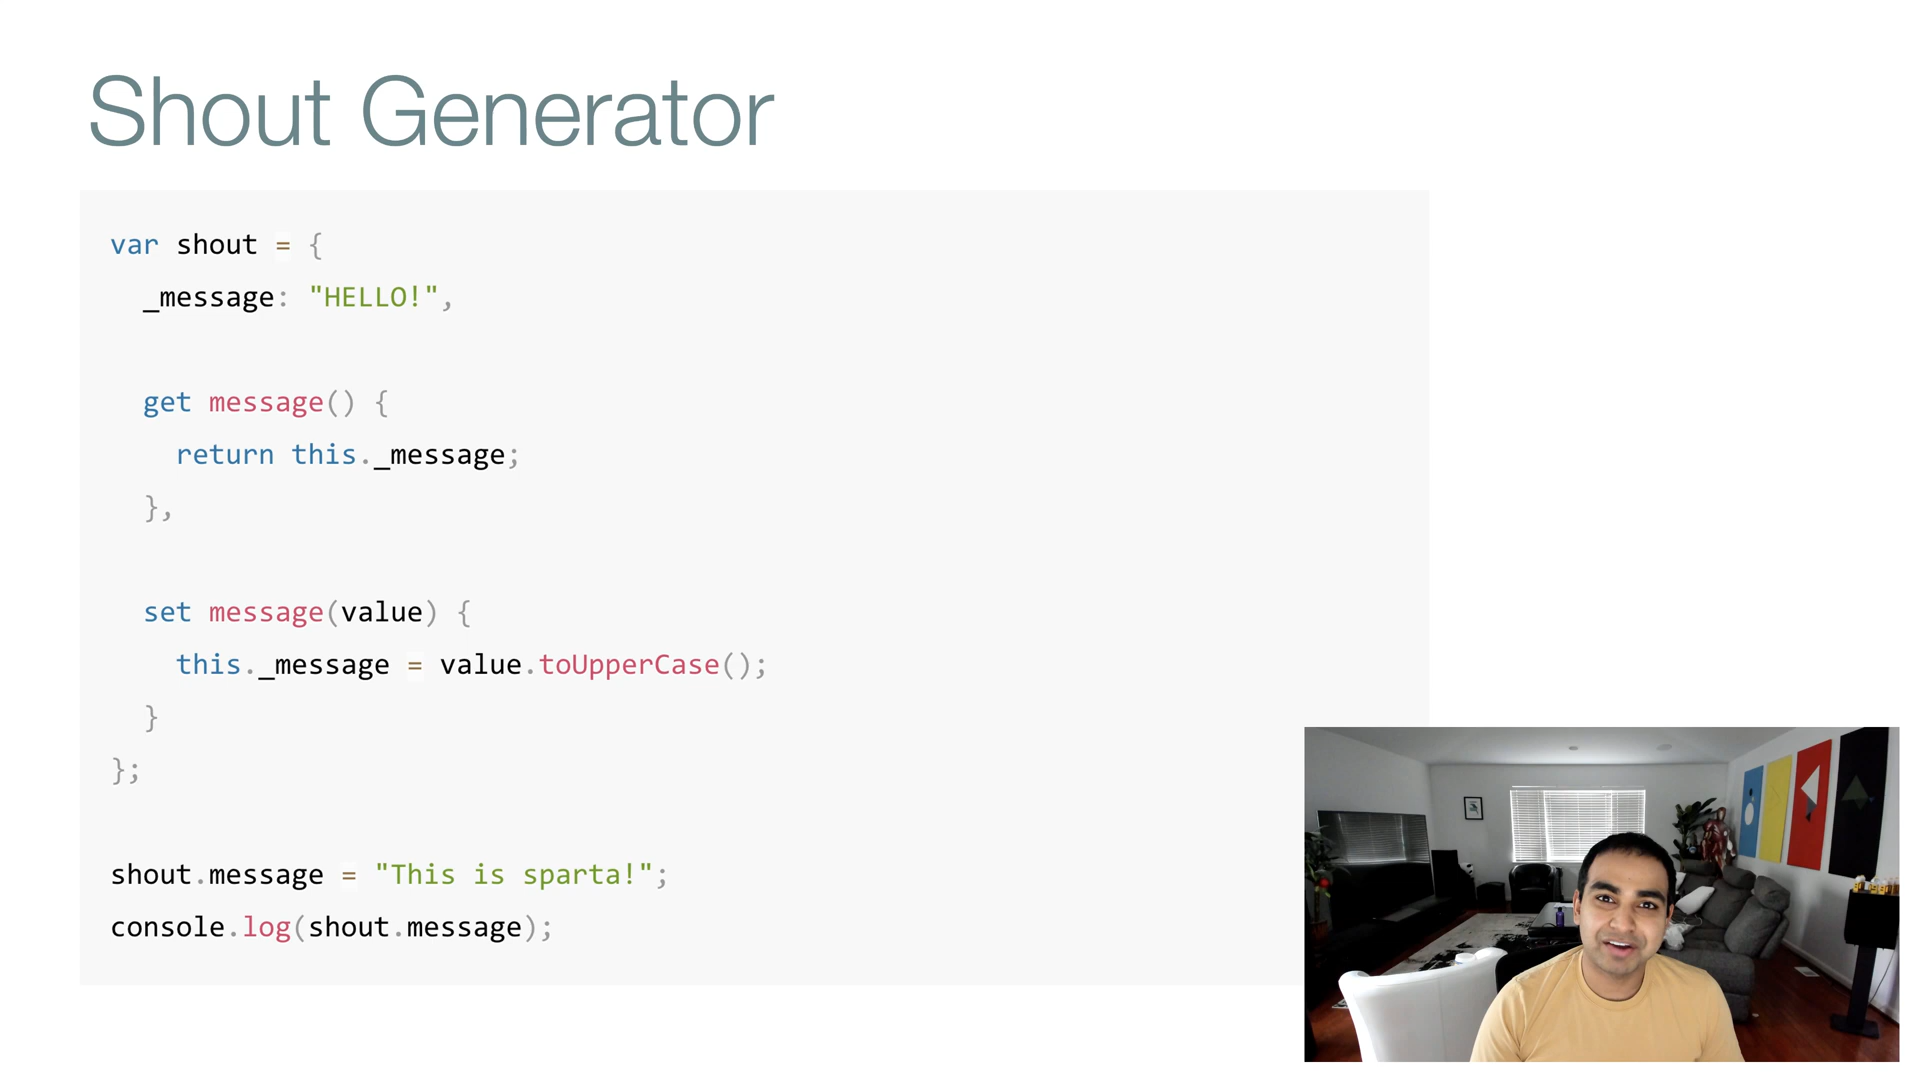 Shout Generator
var shout = {
_message: "HELLO!",
get message() {
return this._message;
},
set message(value) {
this._message = value.toUpperCase();
}
};
shout.message = "This is sparta!";
console.log(shout.message);